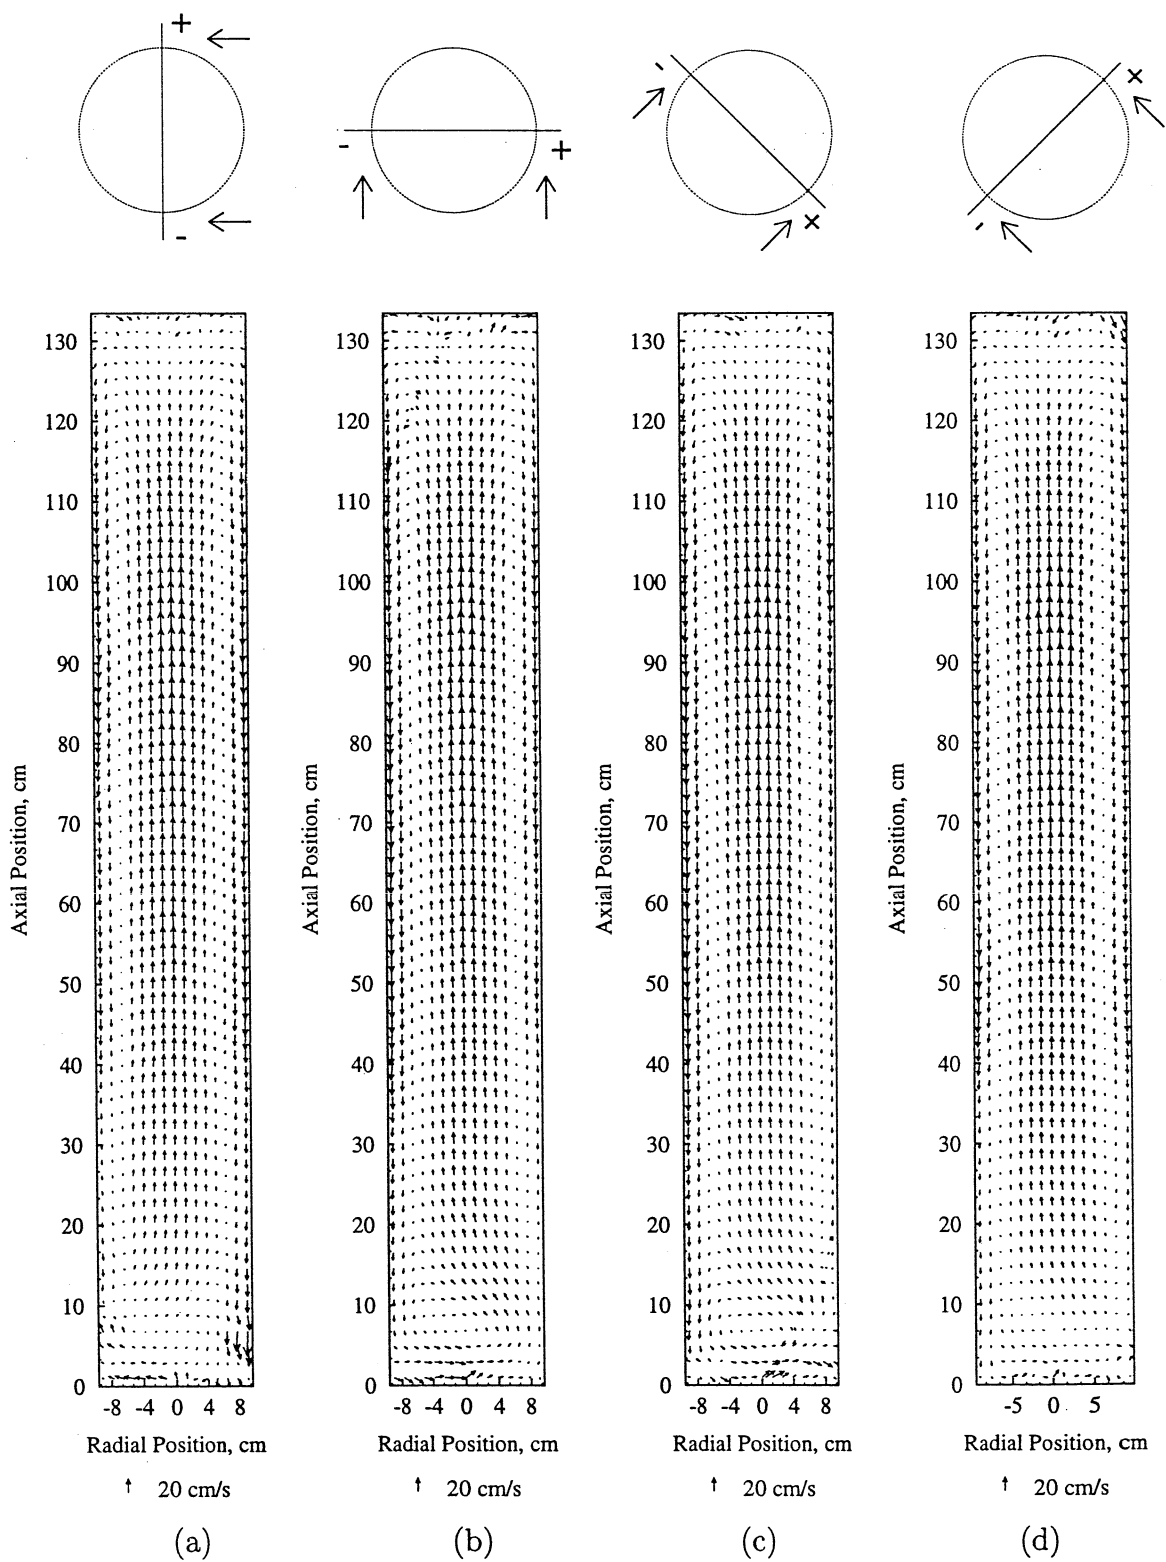 +
-
- +
- ×
× -
130 130 130 130
120 120 120 120
110 110 110 110
100 100 100 100
90 90 90 90
80 80 80 80
70 70 70 70
60 60 60 60
50 50 50 50
40 40 40 40
30 30 30 30
20 20 20 20
10 10 10 10
0 0 0 0
Axial Position, cm
Axial Position, cm
Axial Position, cm
Axial Position, cm
-8 -4 0 4 8 -8 -4 0 4 8 -8 -4 0 4 8 -5 0 5
Radial Position, cm Radial Position, cm Radial Position, cm Radial Position, cm
20 cm/s 20 cm/s 20 cm/s 20 cm/s
(a) (b) (c) (d)